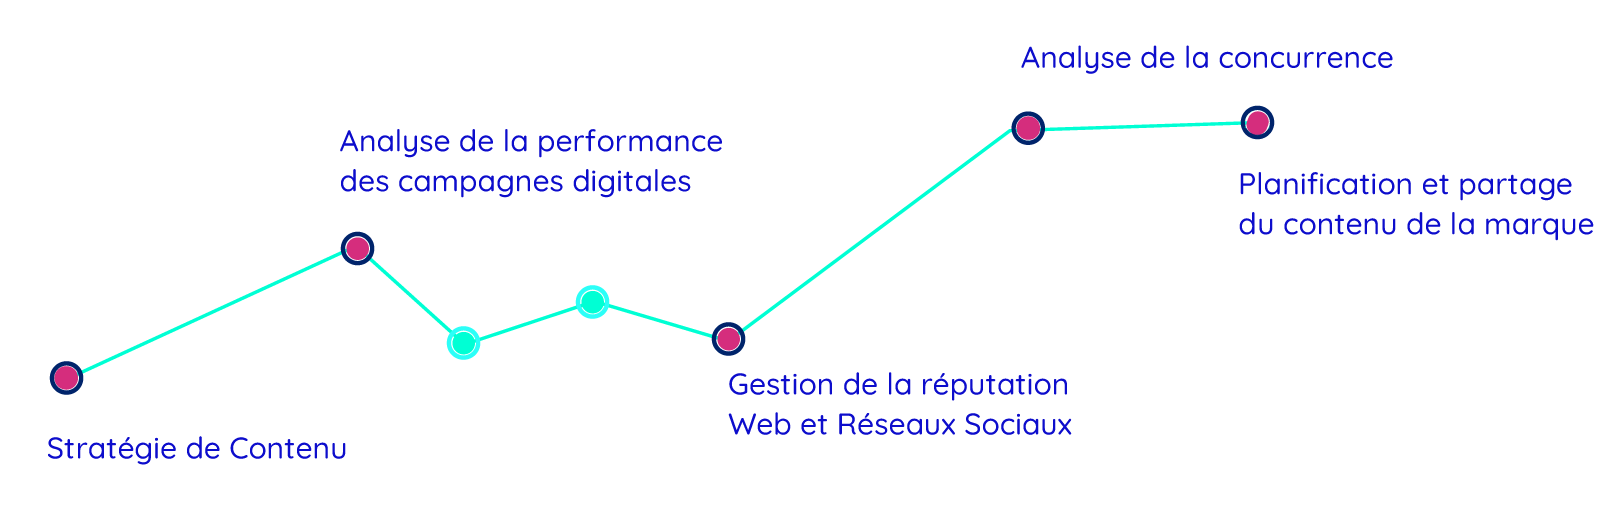 Stratégie de Contenu
Analyse de la performance
des campagnes digitales
Gestion de la réputation
Web et Réseaux Sociaux
Analyse de la concurrence
Planification et partage
du contenu de la marque